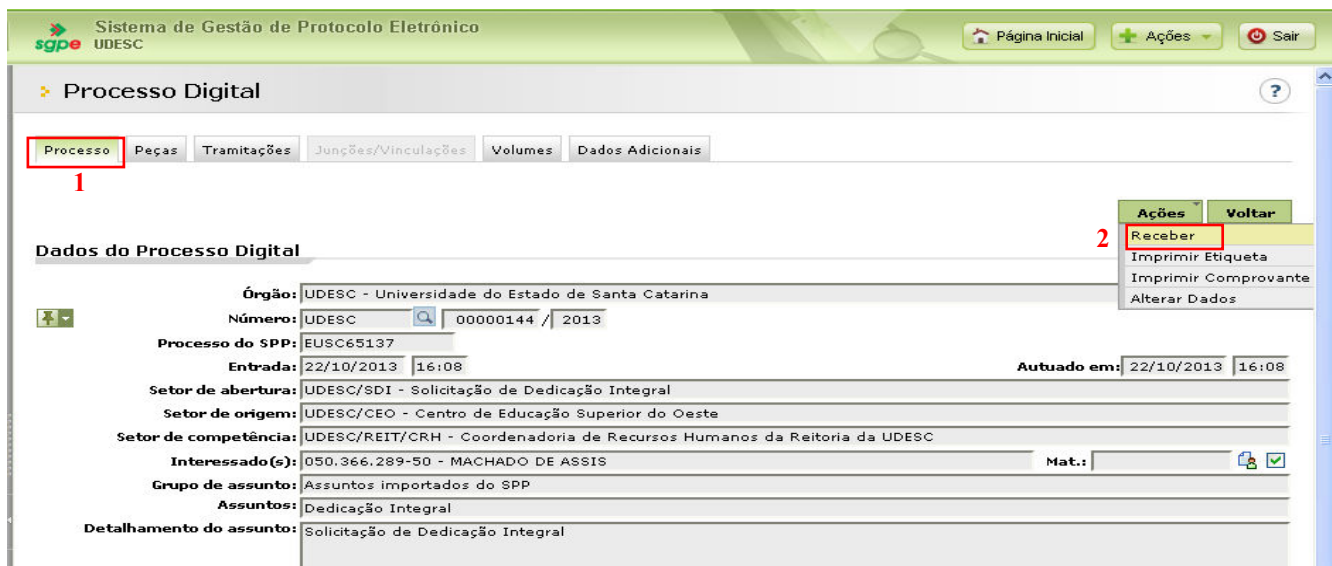 Sistema de Gestão de Protocolo Eletrônico
sgpe UDESC
Página Inicial
Ações
Sair
Processo Digital
?
Processo Peças Tramitações Junções/Vinculações Volumes Dados Adicionais
1
Ações Voltar
2 Receber
Imprimir Etiqueta
Imprimir Comprovante
Alterar Dados
Dados do Processo Digital
Órgão: UDESC - Universidade do Estado de Santa Catarina
Número: UDESC 00000144 / 2013
Processo do SPP: EUSC65137
Entrada: 22/10/2013 16:08 Autuado em: 22/10/2013 16:08
Setor de abertura: UDESC/SDI - Solicitação de Dedicação Integral
Setor de origem: UDESC/CEO - Centro de Educação Superior do Oeste
Setor de competência: UDESC/REIT/CRH - Coordenadoria de Recursos Humanos da Reitoria da UDESC
Interessado(s): 050.366.289-50 - MACHADO DE ASSIS Mat.:
Grupo de assunto: Assuntos importados do SPP
Assuntos: Dedicação Integral
Detalhamento do assunto: Solicitação de Dedicação Integral